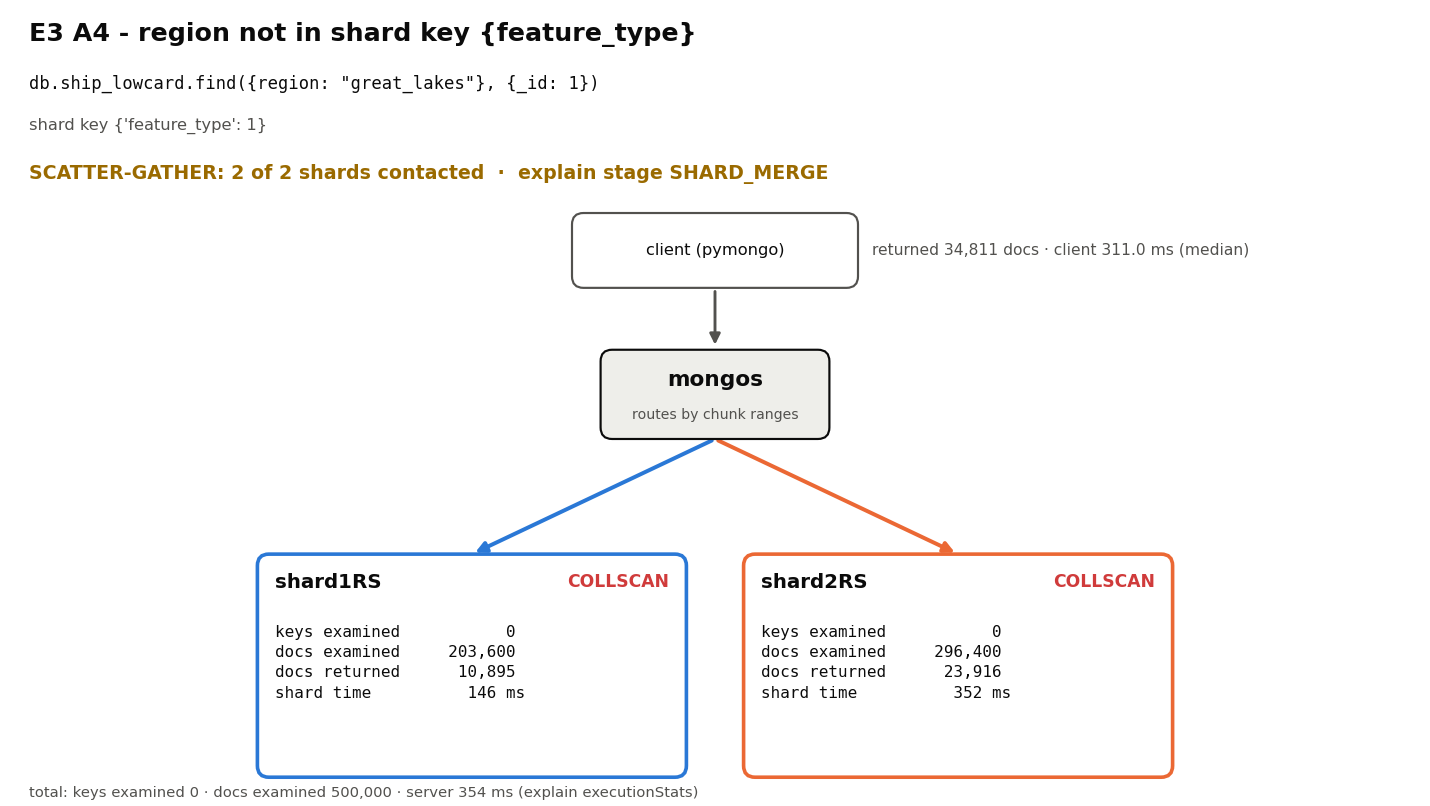 E3 A4 - region not in shard key {feature_type}
db.ship_lowcard.find({region: "great_lakes"}, {_id: 1})
shard key {'feature_type': 1}
SCATTER-GATHER: 2 of 2 shards contacted · explain stage SHARD_MERGE
client (pymongo)
returned 34,811 docs · client 311.0 ms (median)
mongos
routes by chunk ranges
shard1RS COLLSCAN
keys examined 0
docs examined 203,600
docs returned 10,895
shard time 146 ms
shard2RS COLLSCAN
keys examined 0
docs examined 296,400
docs returned 23,916
shard time 352 ms
total: keys examined 0 · docs examined 500,000 · server 354 ms (explain executionStats)